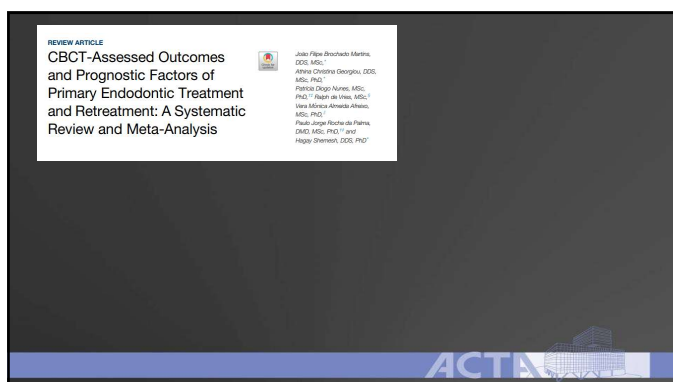 REVIEW ARTICLE
CBCT-Assessed Outcomes
and Prognostic Factors of
Primary Endodontic Treatment
and Retreatment: A Systematic
Review and Meta-Analysis
João Filipe Brochado Martins,
DDS, MSc,*
Athina Christina Georgiou, DDS,
MSc, PhD,*
Patrícia Diogo Nunes, MSc,
PhD, Ralph de Vries, MSc,
Vera Mónica Almeida Afreixo,
MSc, PhD,
Paulo Jorge Rocha da Palma,
DMD, MSc, PhD, and
Hagay Shemesh, DDS, PhD*
ACTA